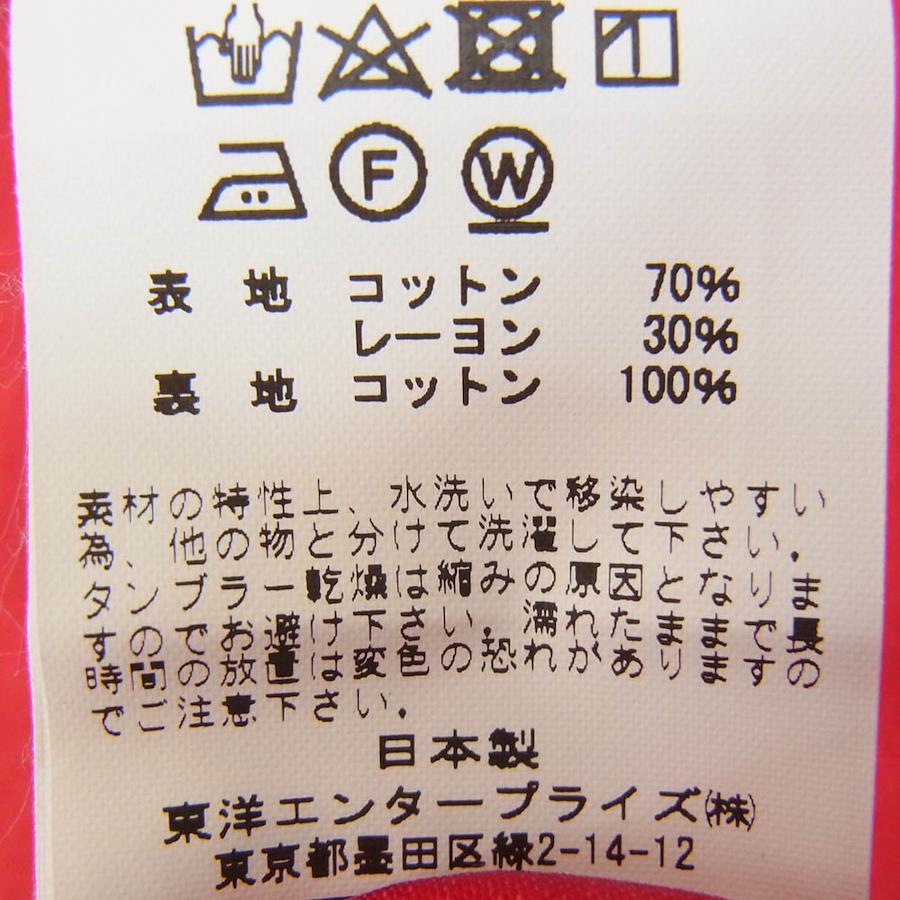 F W
表地 コットン 70%
レーヨン 30%
裏地 コットン 100%
素材の特性上、水洗いで移染しやすい
為、他の物と分けて洗濯して下さい.
タンブラー乾燥は縮みの原因となりま
すのでお避け下さい.濡れたままで長
時間の放置は変色の恐れがありますの
でご注意下さい.
日本製
東洋エンタープライズ㈱
東京都墨田区緑2-14-12